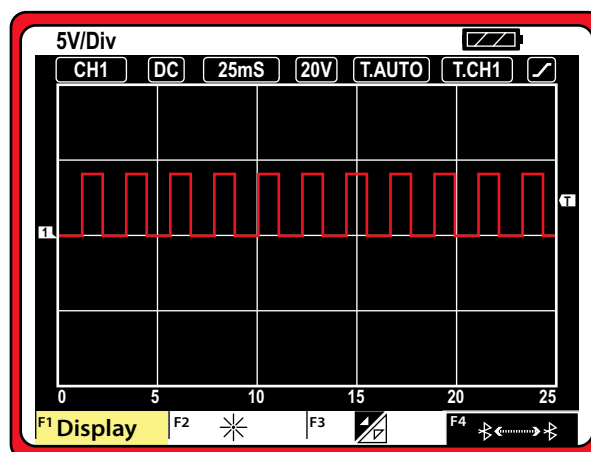 5V/Div
CH1 DC 25mS 20V T.AUTO T.CH1
T
1
0 5 10 15 20 25
F1 Display F2 F3 F4